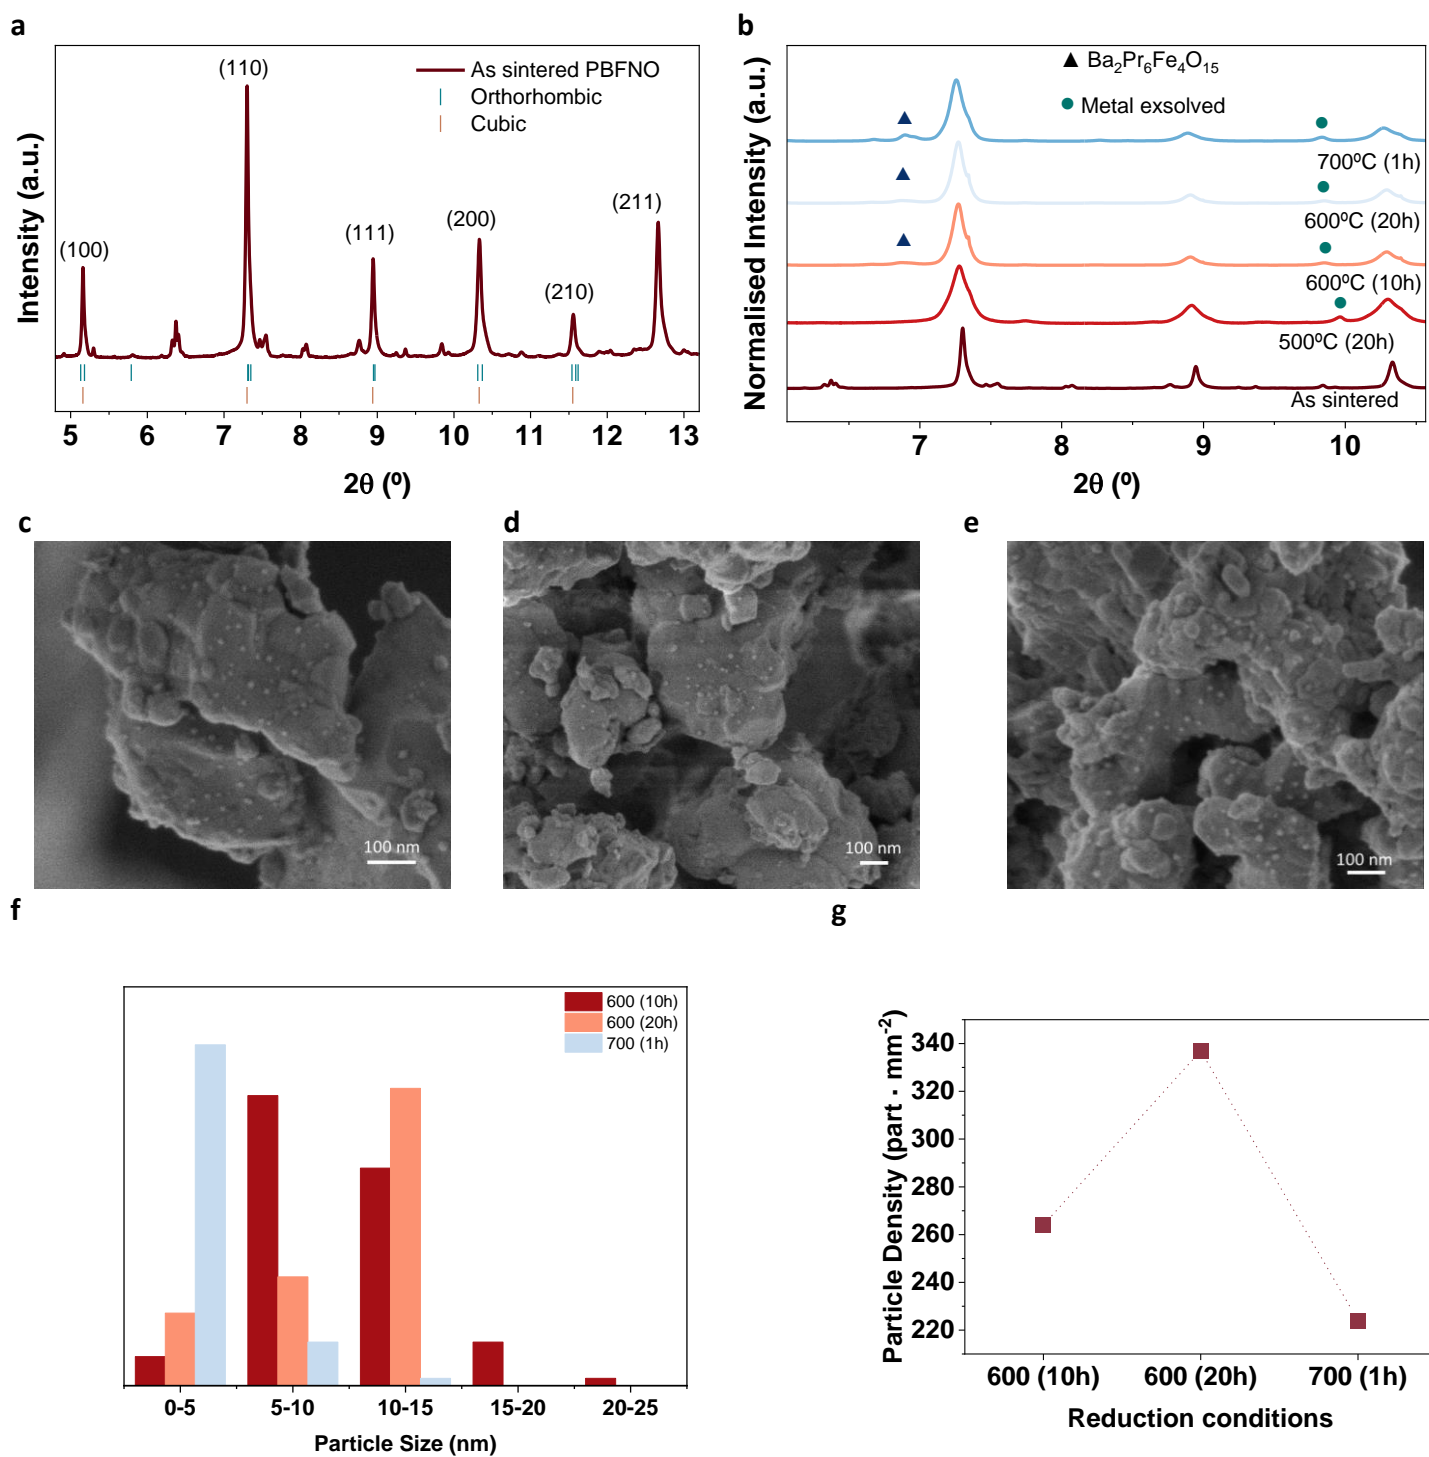 a
Intensity (a.u.)
(100)
(110)
(111)
(200)
(210)
(211)
As sintered PBFNO
Orthorhombic
Cubic
5 6 7 8 9 10 11 12 13
2θ (º)
b
Normalised Intensity (a.u.)
▲ Ba₂Pr₆Fe₄O₁₅
● Metal exsolved
700ºC (1h)
600ºC (20h)
600ºC (10h)
500ºC (20h)
As sintered
7 8 9 10
2θ (º)
c
100 nm
d
100 nm
e
100 nm
f
600 (10h)
600 (20h)
700 (1h)
0-5 5-10 10-15 15-20 20-25
Particle Size (nm)
g
Particle Density (part · mm⁻²)
340
320
300
280
260
240
220
600 (10h) 600 (20h) 700 (1h)
Reduction conditions